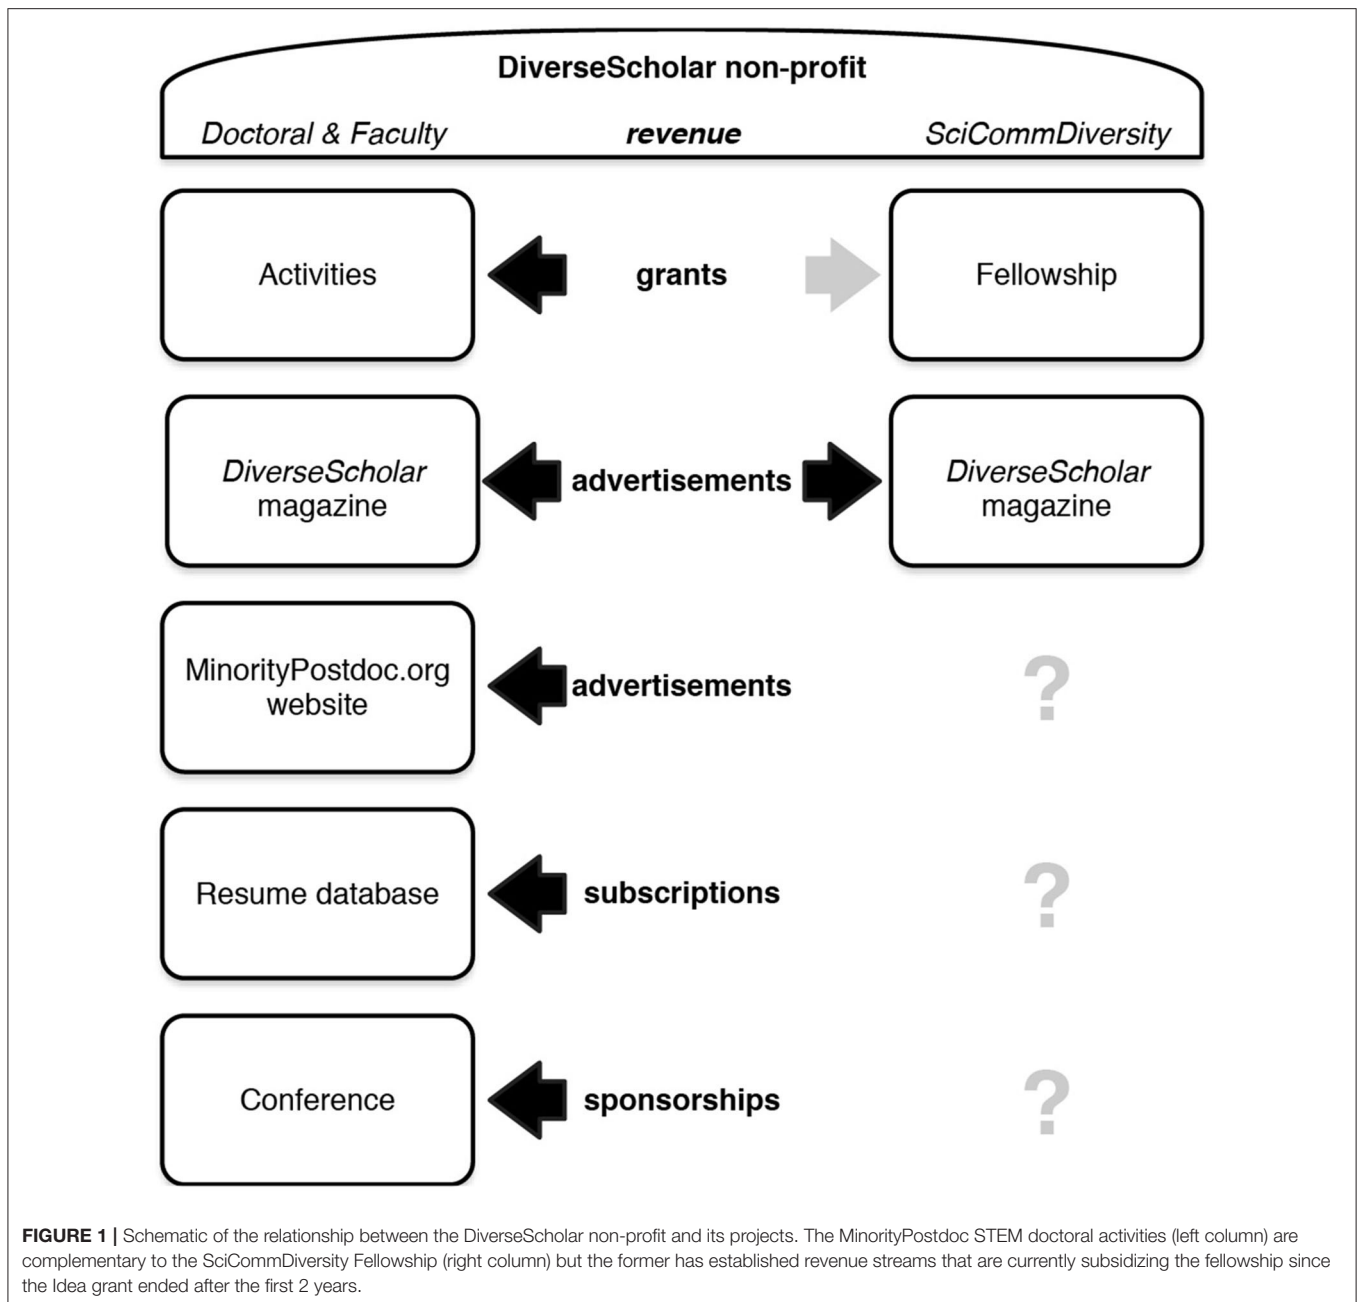 DiverseScholar non-profit
Doctoral & Faculty revenue SciCommDiversity
Activities grants Fellowship
DiverseScholar
magazine
advertisements
DiverseScholar
magazine
MinorityPostdoc.org
website
advertisements
?
Resume database subscriptions ?
Conference sponsorships ?
FIGURE 1 | Schematic of the relationship between the DiverseScholar non-profit and its projects. The MinorityPostdoc STEM doctoral activities (left column) are
complementary to the SciCommDiversity Fellowship (right column) but the former has established revenue streams that are currently subsidizing the fellowship since
the Idea grant ended after the first 2 years.